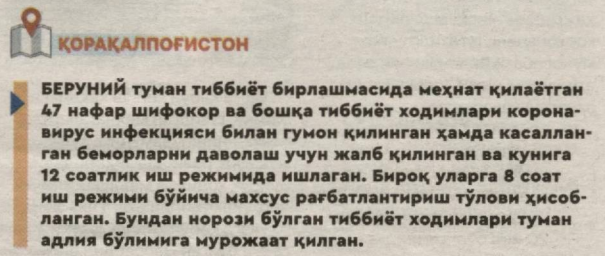 ҚОРАҚАЛПОҒИСТОН
БЕРУНИЙ туман тиббиёт бирлашмасида меҳнат қилаётган
47 нафар шифокор ва бошқа тиббиёт ходимлари корона-
вирус инфекцияси билан гумон қилинган ҳамда касаллан-
ган беморларни даволаш учун жалб қилинган ва кунига
12 соатлик иш режимида ишлаган. Бироқ уларга 8 соат
иш режими бўйича махсус рағбатлантириш тўлови ҳисоб-
ланган. Бундан норози бўлган тиббиёт ходимлари туман
адлия бўлимига мурожаат қилган.